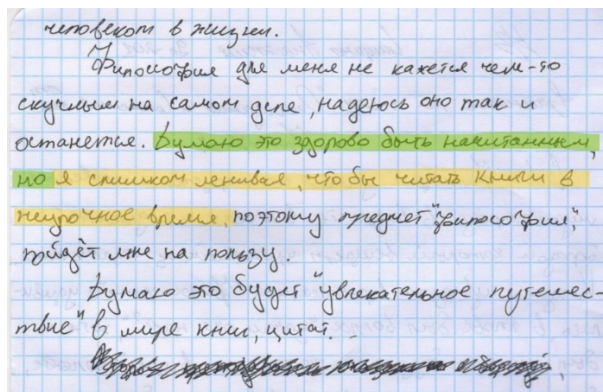 человеком в жизни.
Философия для меня не кажется чем-то
скучным на самом деле, надеюсь оно так и
останется. Думаю это здорово быть начитанным,
но я слишком ленивая, что бы читать книги в
неурочное время, поэтому предмет "философия",
пойдёт мне на пользу.
Думаю это будет "увлекательное путешес-
твие" в мире книг, цитат.